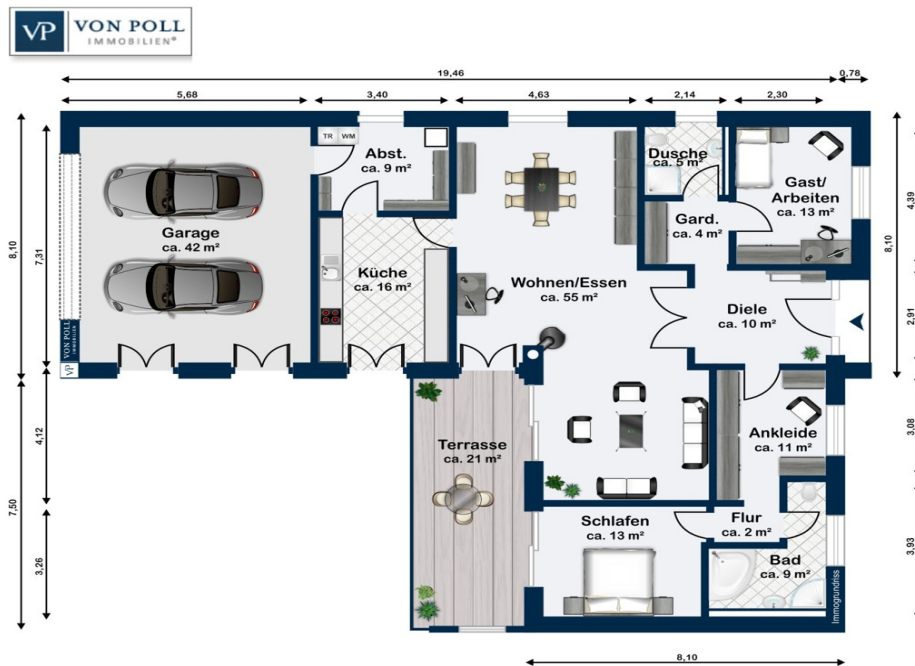 VP VON POLL
IMMOBILIEN®
19,46
0,78
5,68
3,40
4,63
2,14
2,30
8,10
7,31
4,39
8,10
2,91
TR WM
Abst.
ca. 9 m²
Dusche
ca. 5 m²
Gast/
Arbeiten
ca. 13 m²
Garage
ca. 42 m²
Gard.
ca. 4 m²
Küche
ca. 16 m²
Wohnen/Essen
ca. 55 m²
Diele
ca. 10 m²
VON POLL
IMMOBILIEN
VP
4,12
7,50
3,26
3,08
3,93
Terrasse
ca. 21 m²
Ankleide
ca. 11 m²
Schlafen
ca. 13 m²
Flur
ca. 2 m²
Bad
ca. 9 m²
Immogrundriss
8,10